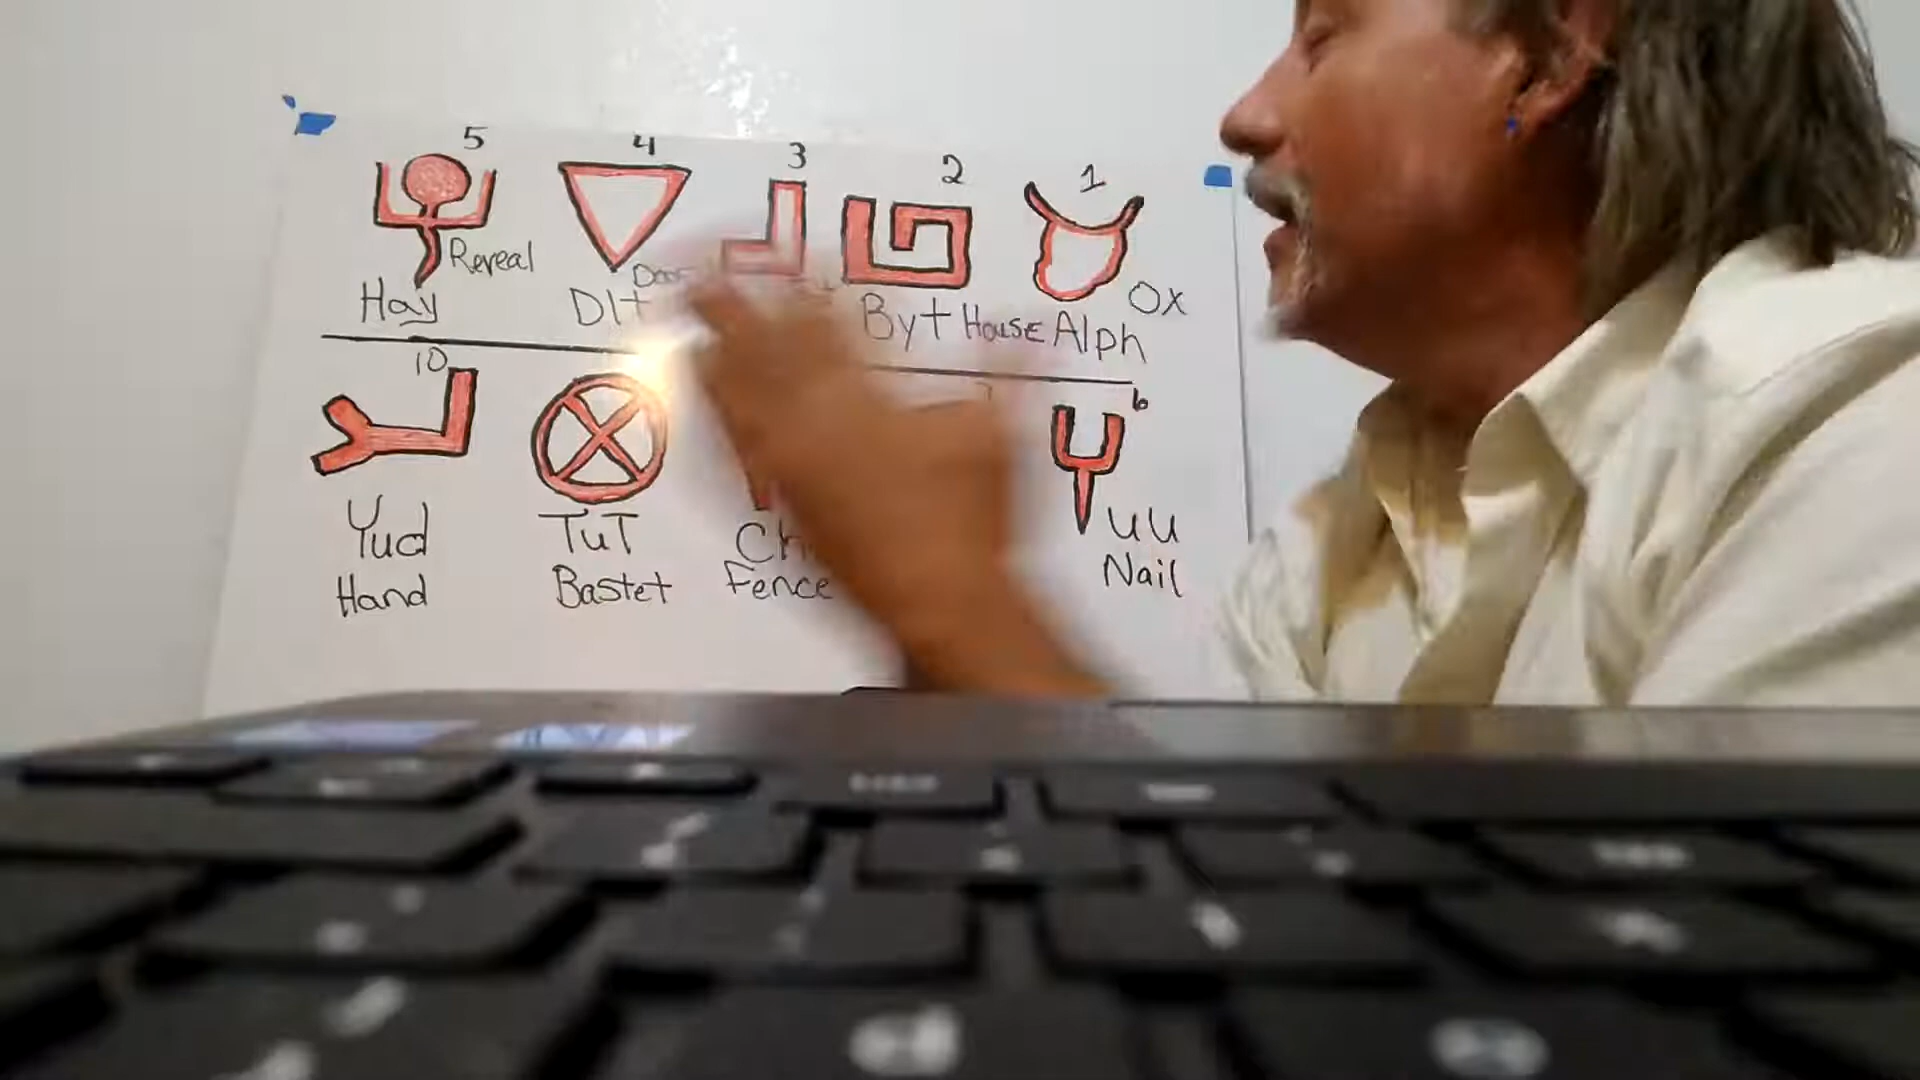 5 4 3 2 1
Reveal Ox
Hay Dlt Byt House Alph
10 6
Yud TuT uu
Hand Bastet Fence Nail